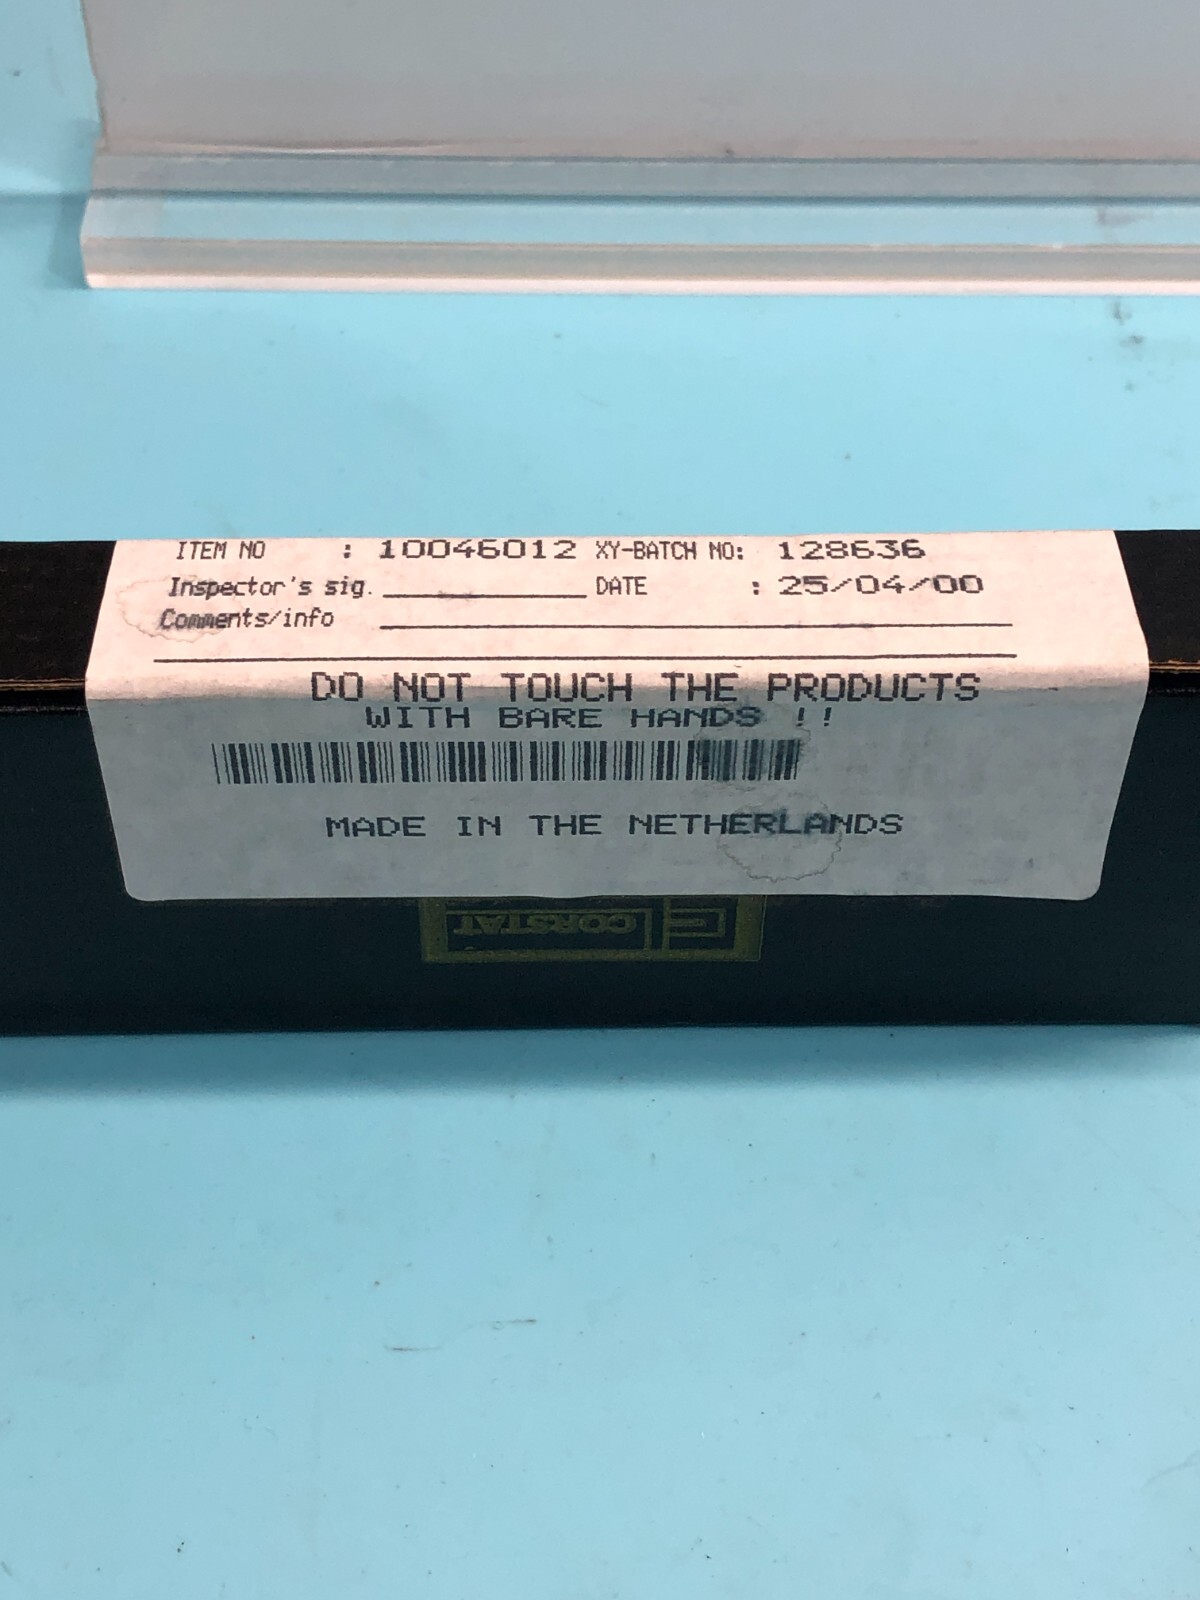 ITEM NO : 10046012 XY-BATCH NO: 128636
Inspector's sig. DATE : 25/04/00
Comments/info
DO NOT TOUCH THE PRODUCTS
WITH BARE HANDS !!
MADE IN THE NETHERLANDS
CORSTAT